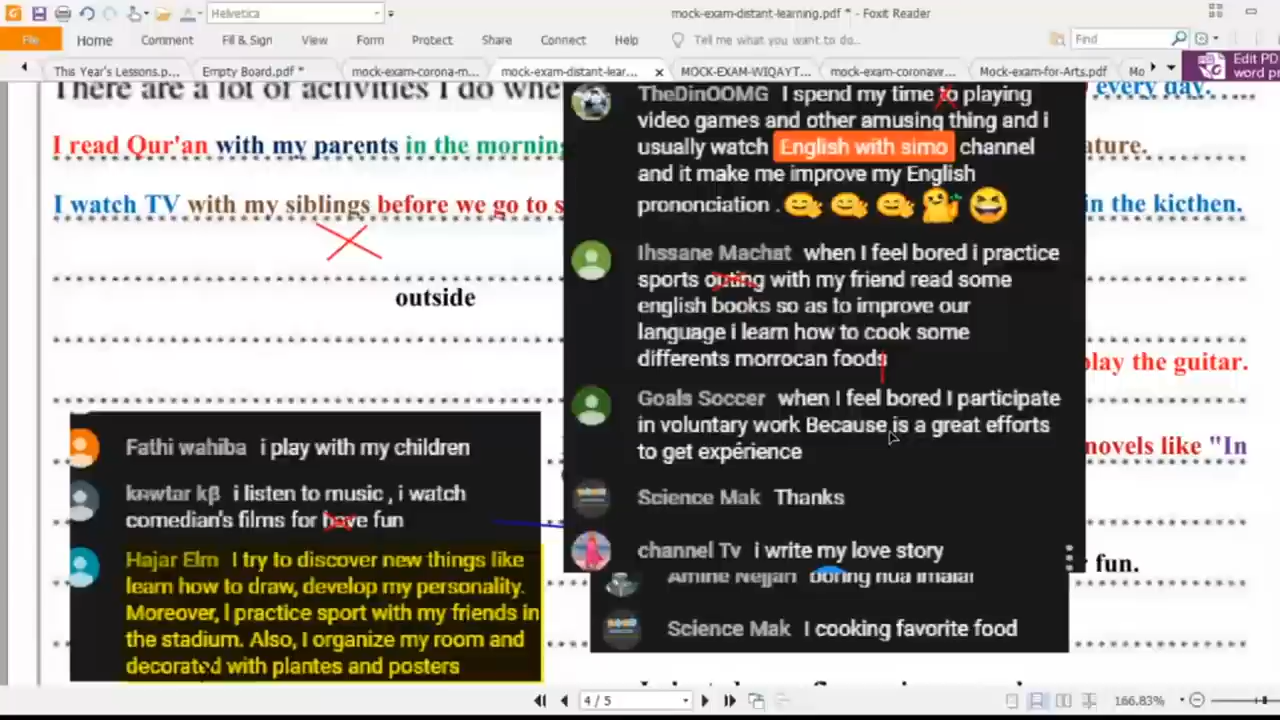 Helvetica
mock-exam-distant-learning.pdf * - Foxit Reader
File Home Comment Fill & Sign View Form Protect Share Connect Help Tell me what you want to do.. Find
This Year's Lessons.p... Empty Board.pdf * mock-exam-corona-m... mock-exam-distant-lear... MOCK-EXAM-WIQAYT... mock-exam-coronavr... Mock-exam-for-Arts.pdf Mo
Edit PD
word pr
There are a lot of activities I do whe
every day.
I read Qur'an with my parents in the morning
ature.
I watch TV with my siblings before we go to s
in the kicthen.
outside
play the guitar.
novels like "In
fun.
TheDinOOMG I spend my time to playing
video games and other amusing thing and i
usually watch English with simo channel
and it make me improve my English
prononciation . 🤗 🤗 🤗 😆
Ihssane Machat when I feel bored i practice
sports outing with my friend read some
english books so as to improve our
language i learn how to cook some
differents morrocan foods
Goals Soccer when I feel bored I participate
in voluntary work Because is a great efforts
to get expérience
Science Mak Thanks
channel Tv i write my love story
Amine Nejjari boring
Science Mak I cooking favorite food
Fathi wahiba i play with my children
kawtar kβ i listen to music , i watch
comedian's films for have fun
Hajar Elm I try to discover new things like
learn how to draw, develop my personality.
Moreover, I practice sport with my friends in
the stadium. Also, I organize my room and
decorated with plantes and posters
4 / 5
166.83%